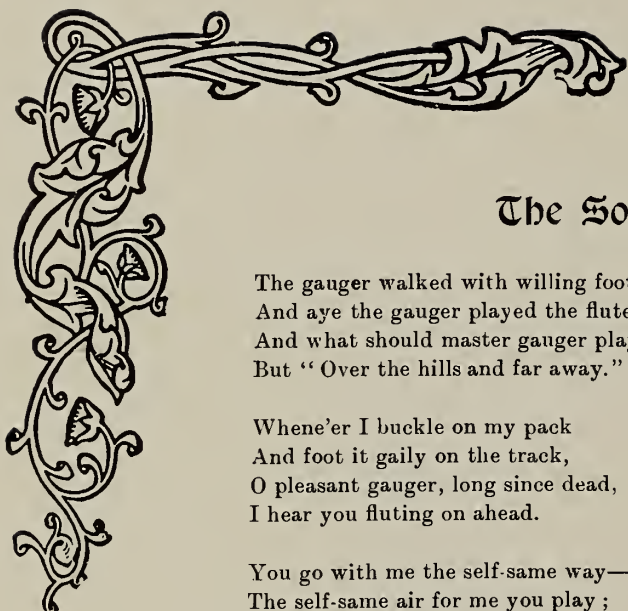 The So
The gauger walked with willing foot
And aye the gauger played the flute
And what should master gauger play
But “Over the hills and far away.”
Whene'er I buckle on my pack
And foot it gaily on the track,
O pleasant gauger, long since dead,
I hear you fluting on ahead.
You go with me the self-same way—
The self-same air for me you play ;